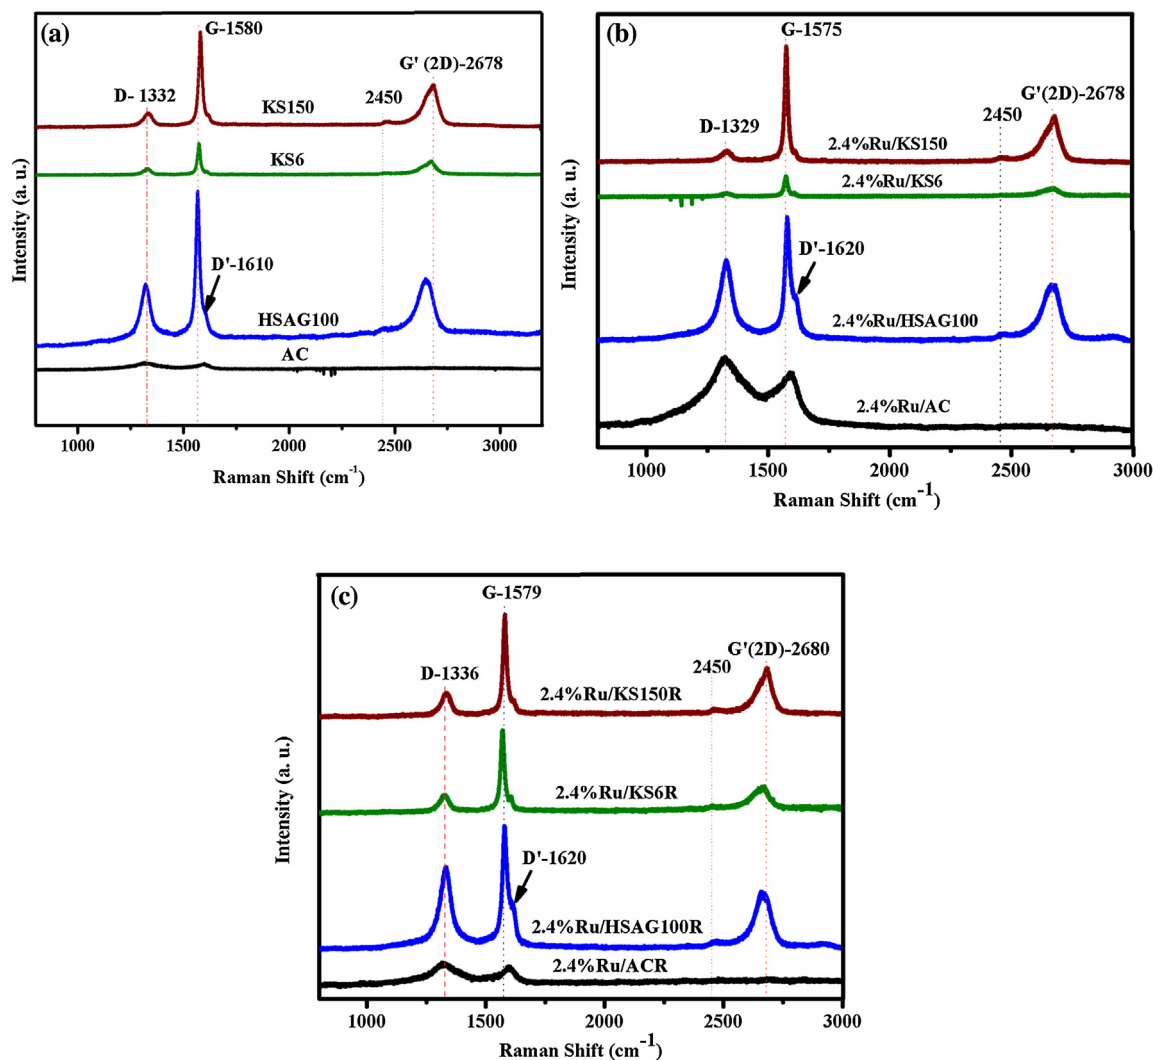 (a)
G-1580
G' (2D)-2678
D- 1332
2450
KS150
KS6
D'-1610
HSAG100
AC
Intensity (a. u.)
1000 1500 2000 2500 3000
Raman Shift (cm-1)
(b)
G-1575
G'(2D)-2678
2450
D-1329
2.4%Ru/KS150
2.4%Ru/KS6
D'-1620
2.4%Ru/HSAG100
2.4%Ru/AC
Intensity (a. u.)
1000 1500 2000 2500 3000
Raman Shift (cm-1)
(c)
G-1579
G'(2D)-2680
D-1336
2450
2.4%Ru/KS150R
2.4%Ru/KS6R
D'-1620
2.4%Ru/HSAG100R
2.4%Ru/ACR
Intensity (a. u.)
1000 1500 2000 2500 3000
Raman Shift (cm-1)